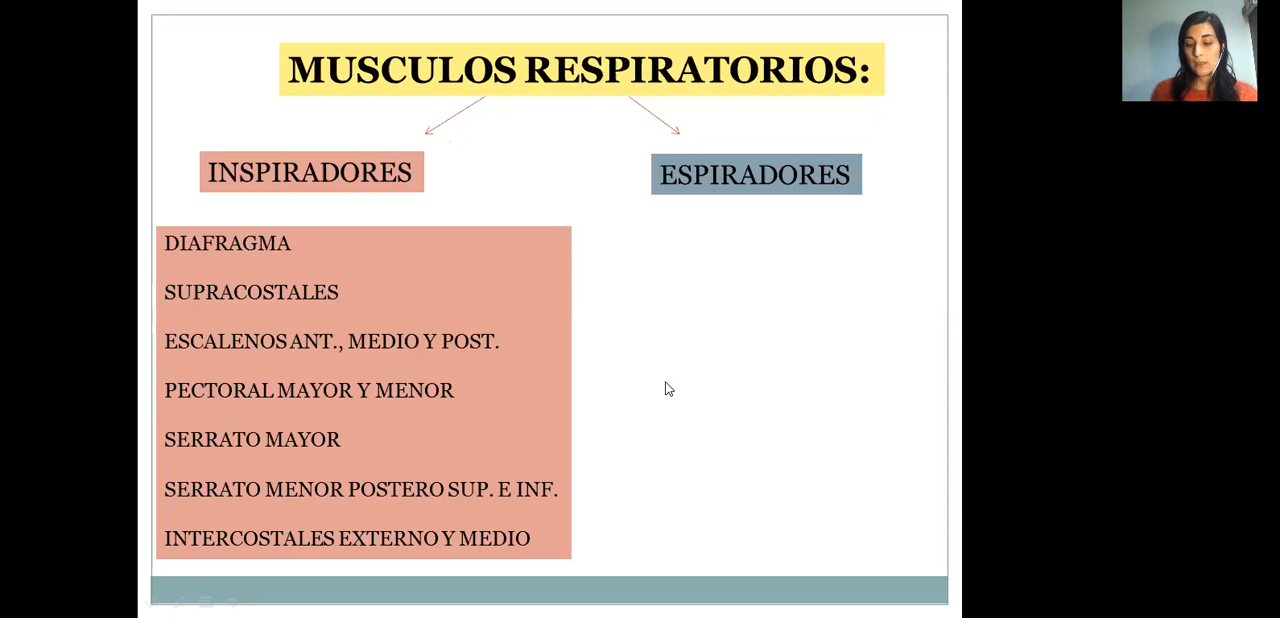 MUSCULOS RESPIRATORIOS:
INSPIRADORES
ESPIRADORES
DIAFRAGMA
SUPRACOSTALES
ESCALENOS ANT., MEDIO Y POST.
PECTORAL MAYOR Y MENOR
SERRATO MAYOR
SERRATO MENOR POSTERO SUP. E INF.
INTERCOSTALES EXTERNO Y MEDIO